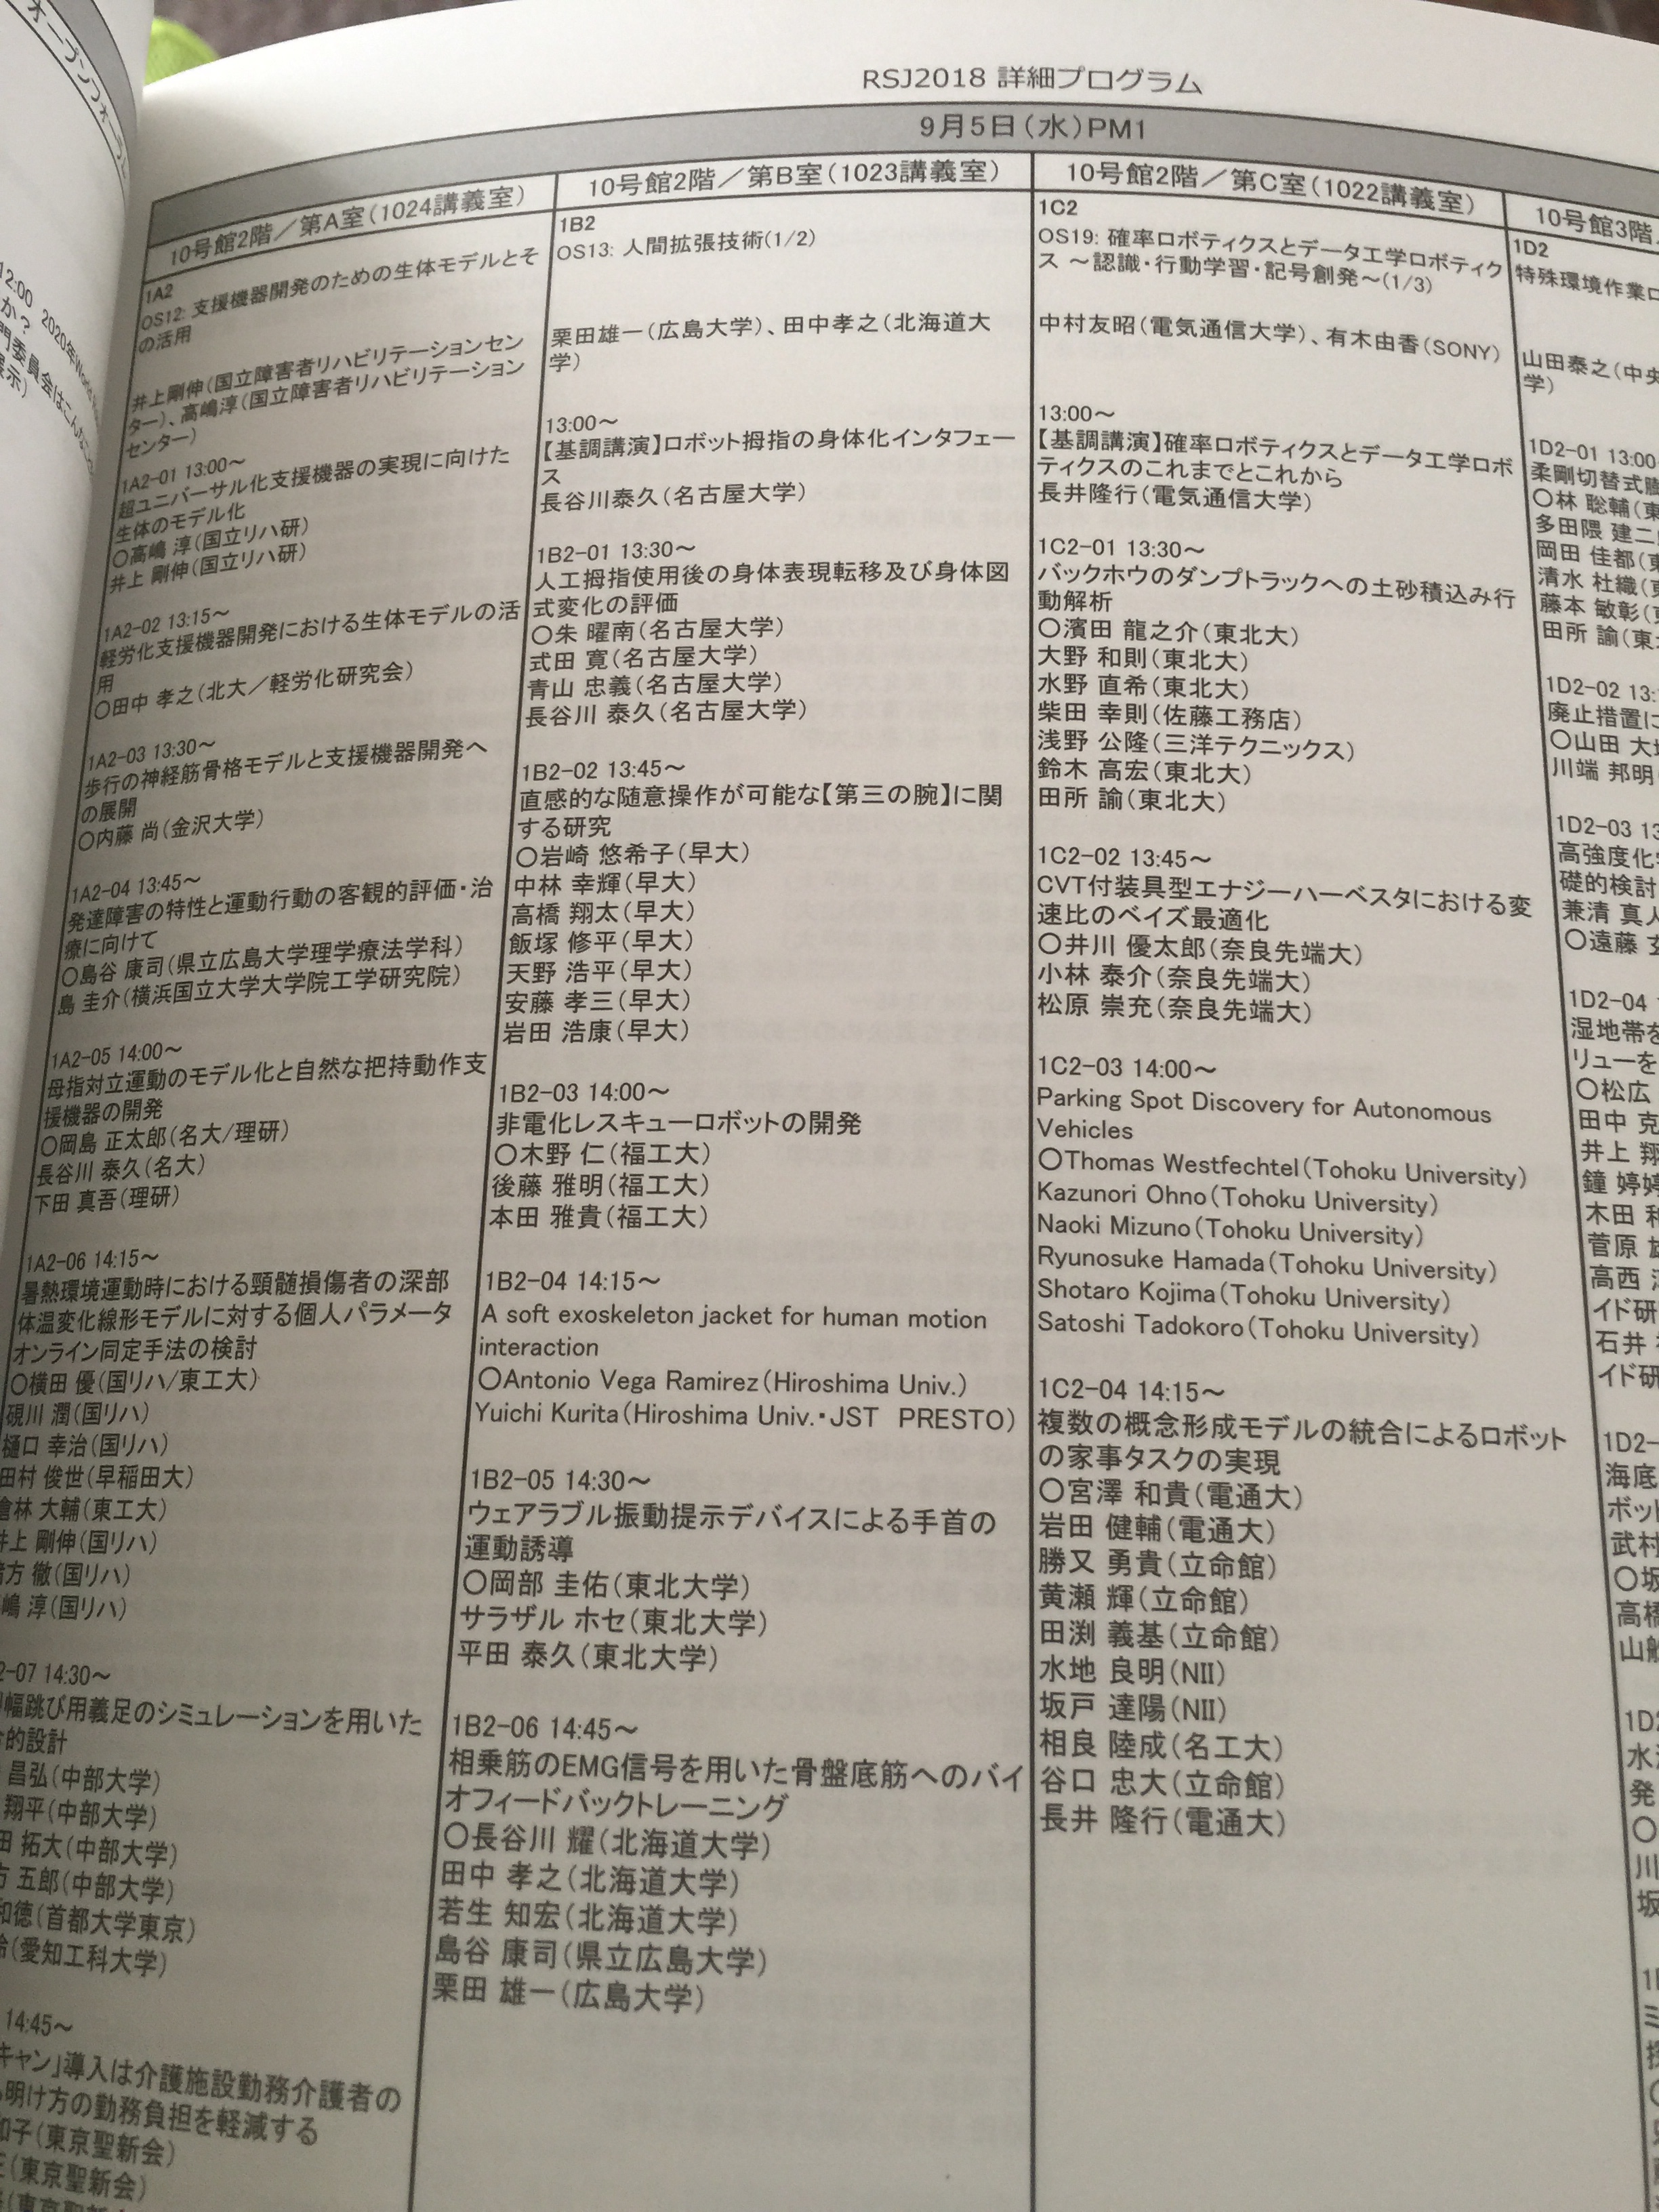 オープンフォーラム
12:00 2020年World
か？
門委員会はこんなこ
展示)
RSJ2018 詳細プログラム
9月5日（水）PM1
10号館2階／第A室（1024講義室）
1A2
OS12: 支援機器開発のための生体モデルとそ
の活用
井上剛伸（国立障害者リハビリテーションセン
ター）、高嶋淳（国立障害者リハビリテーション
センター）
1A2-01 13:00～
超ユニバーサル化支援機器の実現に向けた
生体のモデル化
○高嶋 淳（国立リハ研）
井上 剛伸（国立リハ研）
1A2-02 13:15～
軽労化支援機器開発における生体モデルの活
用
○田中 孝之（北大／軽労化研究会）
1A2-03 13:30～
歩行の神経筋骨格モデルと支援機器開発へ
の展開
○内藤 尚（金沢大学）
1A2-04 13:45～
発達障害の特性と運動行動の客観的評価・治
療に向けて
○島谷 康司（県立広島大学理学療法学科）
島 圭介（横浜国立大学大学院工学研究院）
1A2-05 14:00～
母指対立運動のモデル化と自然な把持動作支
援機器の開発
○岡島 正太郎（名大/理研）
長谷川 泰久（名大）
下田 真吾（理研）
1A2-06 14:15～
暑熱環境運動時における頸髄損傷者の深部
体温変化線形モデルに対する個人パラメータ
オンライン同定手法の検討
○横田 優（国リハ/東工大）
硯川 潤（国リハ）
樋口 幸治（国リハ）
田村 俊世（早稲田大）
倉林 大輔（東工大）
井上 剛伸（国リハ）
緒方 徹（国リハ）
嶋 淳（国リハ）
2-07 14:30～
幅跳び用義足のシミュレーションを用いた
的設計
昌弘（中部大学）
翔平（中部大学）
田 拓大（中部大学）
方 五郎（中部大学）
和徳（首都大学東京）
（愛知工科大学）
14:45～
キャン」導入は介護施設勤務介護者の
明け方の勤務負担を軽減する
和子（東京聖新会）
（東京聖新会）
（東京聖新会）
10号館2階／第B室（1023講義室）
1B2
OS13: 人間拡張技術(1/2)
栗田雄一（広島大学）、田中孝之（北海道大
学）
13:00～
【基調講演】ロボット拇指の身体化インタフェー
ス
長谷川泰久（名古屋大学）
1B2-01 13:30～
人工拇指使用後の身体表現転移及び身体図
式変化の評価
○朱 曜南（名古屋大学）
式田 寛（名古屋大学）
青山 忠義（名古屋大学）
長谷川 泰久（名古屋大学）
1B2-02 13:45～
直感的な随意操作が可能な【第三の腕】に関
する研究
○岩崎 悠希子（早大）
中林 幸輝（早大）
高橋 翔太（早大）
飯塚 修平（早大）
天野 浩平（早大）
安藤 孝三（早大）
岩田 浩康（早大）
1B2-03 14:00～
非電化レスキューロボットの開発
○木野 仁（福工大）
後藤 雅明（福工大）
本田 雅貴（福工大）
1B2-04 14:15～
A soft exoskeleton jacket for human motion
interaction
○Antonio Vega Ramirez（Hiroshima Univ.）
Yuichi Kurita（Hiroshima Univ.・JST　PRESTO）
1B2-05 14:30～
ウェアラブル振動提示デバイスによる手首の
運動誘導
○岡部 圭佑（東北大学）
サラザル ホセ（東北大学）
平田 泰久（東北大学）
1B2-06 14:45～
相乗筋のEMG信号を用いた骨盤底筋へのバイ
オフィードバックトレーニング
○長谷川 耀（北海道大学）
田中 孝之（北海道大学）
若生 知宏（北海道大学）
島谷 康司（県立広島大学）
栗田 雄一（広島大学）
10号館2階／第C室（1022講義室）
1C2
OS19: 確率ロボティクスとデータ工学ロボティク
ス ～認識・行動学習・記号創発～(1/3)
中村友昭（電気通信大学）、有木由香（SONY）
13:00～
【基調講演】確率ロボティクスとデータ工学ロボ
ティクスのこれまでとこれから
長井隆行（電気通信大学）
1C2-01 13:30～
バックホウのダンプトラックへの土砂積込み行
動解析
○濱田 龍之介（東北大）
大野 和則（東北大）
水野 直希（東北大）
柴田 幸則（佐藤工務店）
浅野 公隆（三洋テクニックス）
鈴木 高宏（東北大）
田所 諭（東北大）
1C2-02 13:45～
CVT付装具型エナジーハーベスタにおける変
速比のベイズ最適化
○井川 優太郎（奈良先端大）
小林 泰介（奈良先端大）
松原 崇充（奈良先端大）
1C2-03 14:00～
Parking Spot Discovery for Autonomous
Vehicles
○Thomas Westfechtel（Tohoku University）
Kazunori Ohno（Tohoku University）
Naoki Mizuno（Tohoku University）
Ryunosuke Hamada（Tohoku University）
Shotaro Kojima（Tohoku University）
Satoshi Tadokoro（Tohoku University）
1C2-04 14:15～
複数の概念形成モデルの統合によるロボット
の家事タスクの実現
○宮澤 和貴（電通大）
岩田 健輔（電通大）
勝又 勇貴（立命館）
黄瀬 輝（立命館）
田渕 義基（立命館）
水地 良明（NII）
坂戸 達陽（NII）
相良 陸成（名工大）
谷口 忠大（立命館）
長井 隆行（電通大）
10号館3階
1D2
特殊環境作業ロ
山田泰之（中央
学）
1D2-01 13:00
柔剛切替式膨
○林 聡輔（東
多田隈 建二
岡田 佳都（東
清水 杜織（東
藤本 敏彰（東
田所 諭（東
1D2-02 13:
廃止措置に
○山田 大地
川端 邦明
1D2-03 13
高強度化
礎的検討
兼清 真人
○遠藤 玄
1D2-04
湿地帯を
リューを
○松広
田中 克
井上 翔
鐘 婷婷
木田 和
菅原 雄
高西 淳
イド研
石井
イド研
1D2-
海底
ボット
武村
○坂
高橋
山船
1D2
水
発
○
川
坂